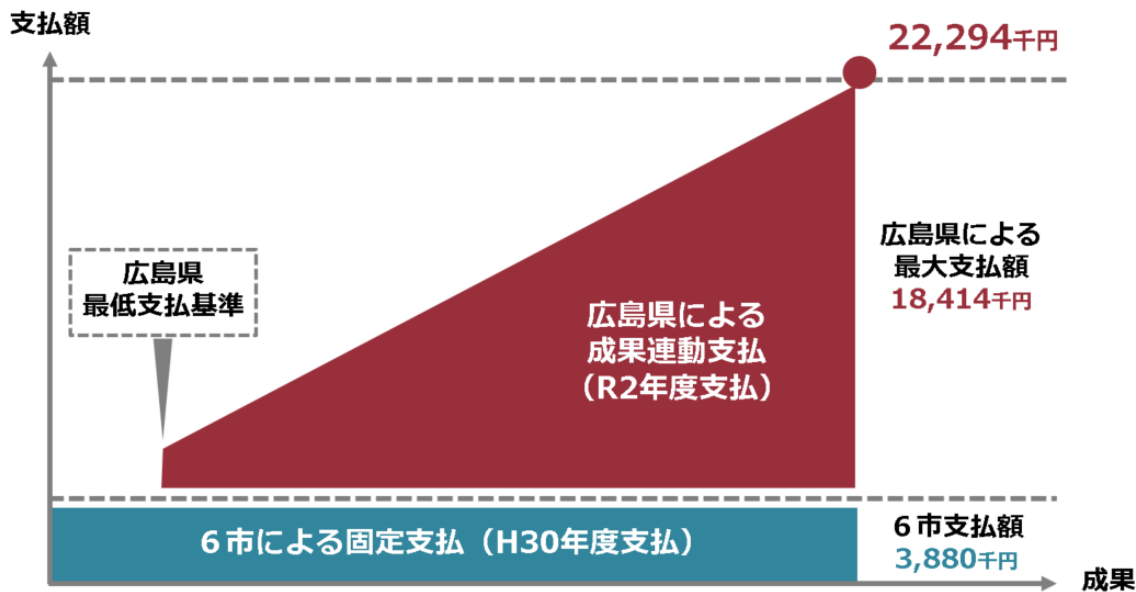 支払額
22,294千円
広島県
最低支払基準
広島県による
最大支払額
18,414千円
広島県による
成果連動支払
（R2年度支払）
６市による固定支払（H30年度支払）
６市支払額
3,880千円
成果